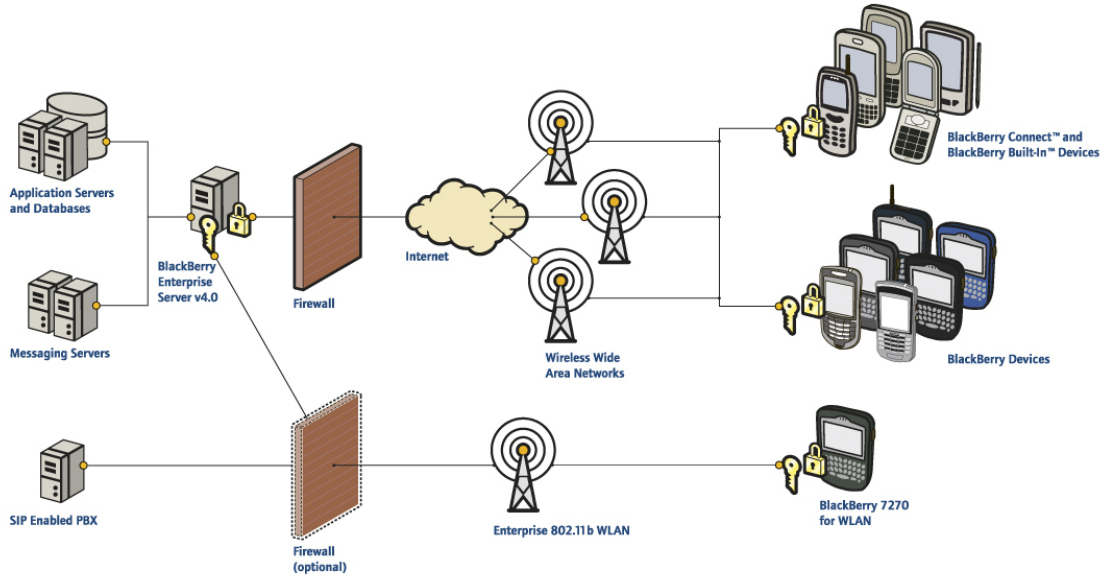 Application Servers
and Databases
Messaging Servers
SIP Enabled PBX
BlackBerry
Enterprise
Server v4.0
Firewall
Firewall
(optional)
Internet
Wireless Wide
Area Networks
Enterprise 802.11b WLAN
BlackBerry Connect™ and
BlackBerry Built-In™ Devices
BlackBerry Devices
BlackBerry 7270
for WLAN